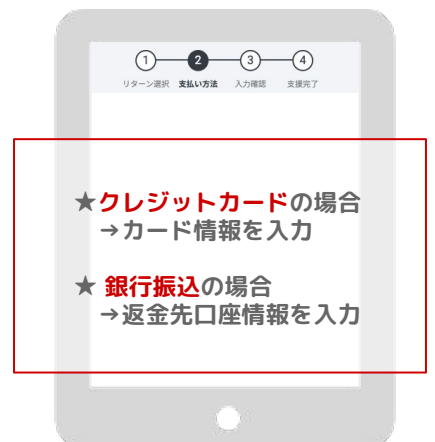 1 2 3 4
リターン選択 支払い方法 入力確認 支援完了
★クレジットカードの場合
→カード情報を入力
★ 銀行振込の場合
→返金先口座情報を入力